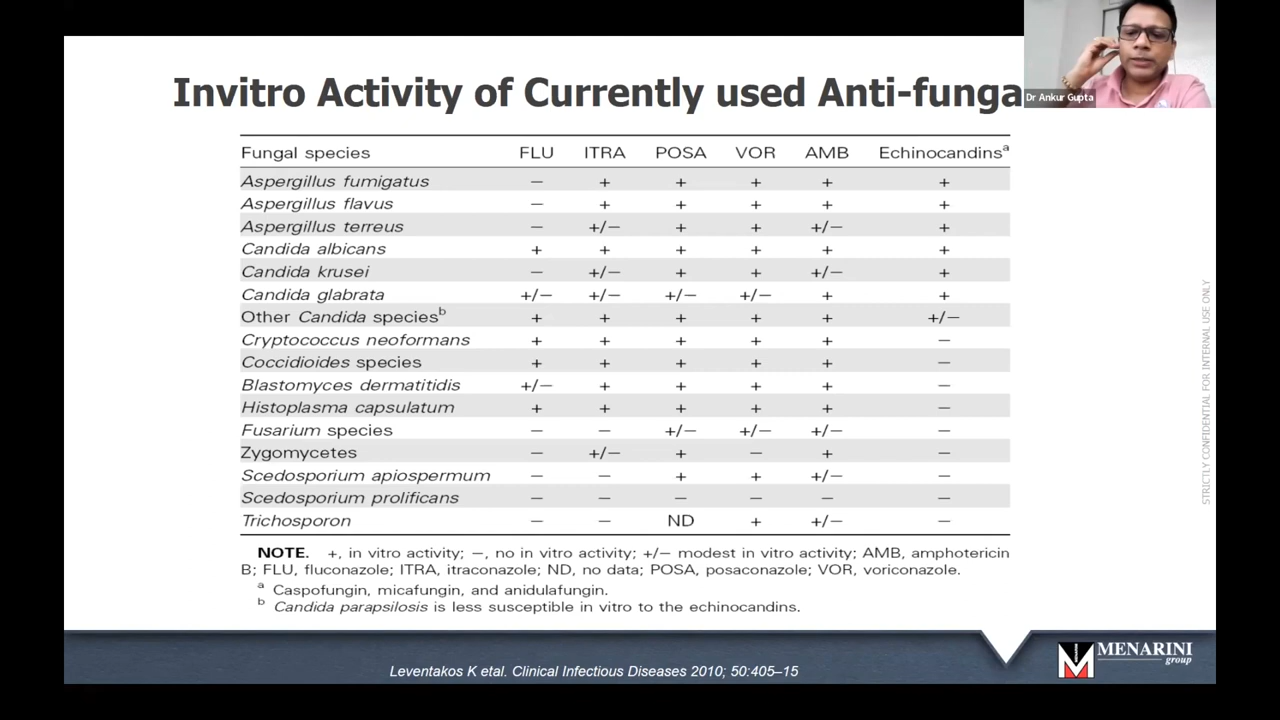 Invitro Activity of Currently used Anti-funga
Dr Ankur Gupta
Fungal species FLU ITRA POSA VOR AMB Echinocandinsᵃ
Aspergillus fumigatus − + + + + +
Aspergillus flavus − + + + + +
Aspergillus terreus − +/− + + +/− +
Candida albicans + + + + + +
Candida krusei − +/− + + +/− +
Candida glabrata +/− +/− +/− +/− + +
Other Candida speciesᵇ + + + + + +/−
Cryptococcus neoformans + + + + + −
Coccidioides species + + + + + −
Blastomyces dermatitidis +/− + + + + −
Histoplasma capsulatum + + + + + −
Fusarium species − − +/− +/− +/− −
Zygomycetes − +/− + − + −
Scedosporium apiospermum − − + + +/− −
Scedosporium prolificans − − − − − −
Trichosporon − − ND + +/− −
NOTE. +, in vitro activity; −, no in vitro activity; +/− modest in vitro activity; AMB, amphotericin
B; FLU, fluconazole; ITRA, itraconazole; ND, no data; POSA, posaconazole; VOR, voriconazole.
ᵃ Caspofungin, micafungin, and anidulafungin.
ᵇ Candida parapsilosis is less susceptible in vitro to the echinocandins.
STRICTLY CONFIDENTIAL FOR INTERNAL USE ONLY
Leventakos K etal. Clinical Infectious Diseases 2010; 50:405–15
MENARINI
group